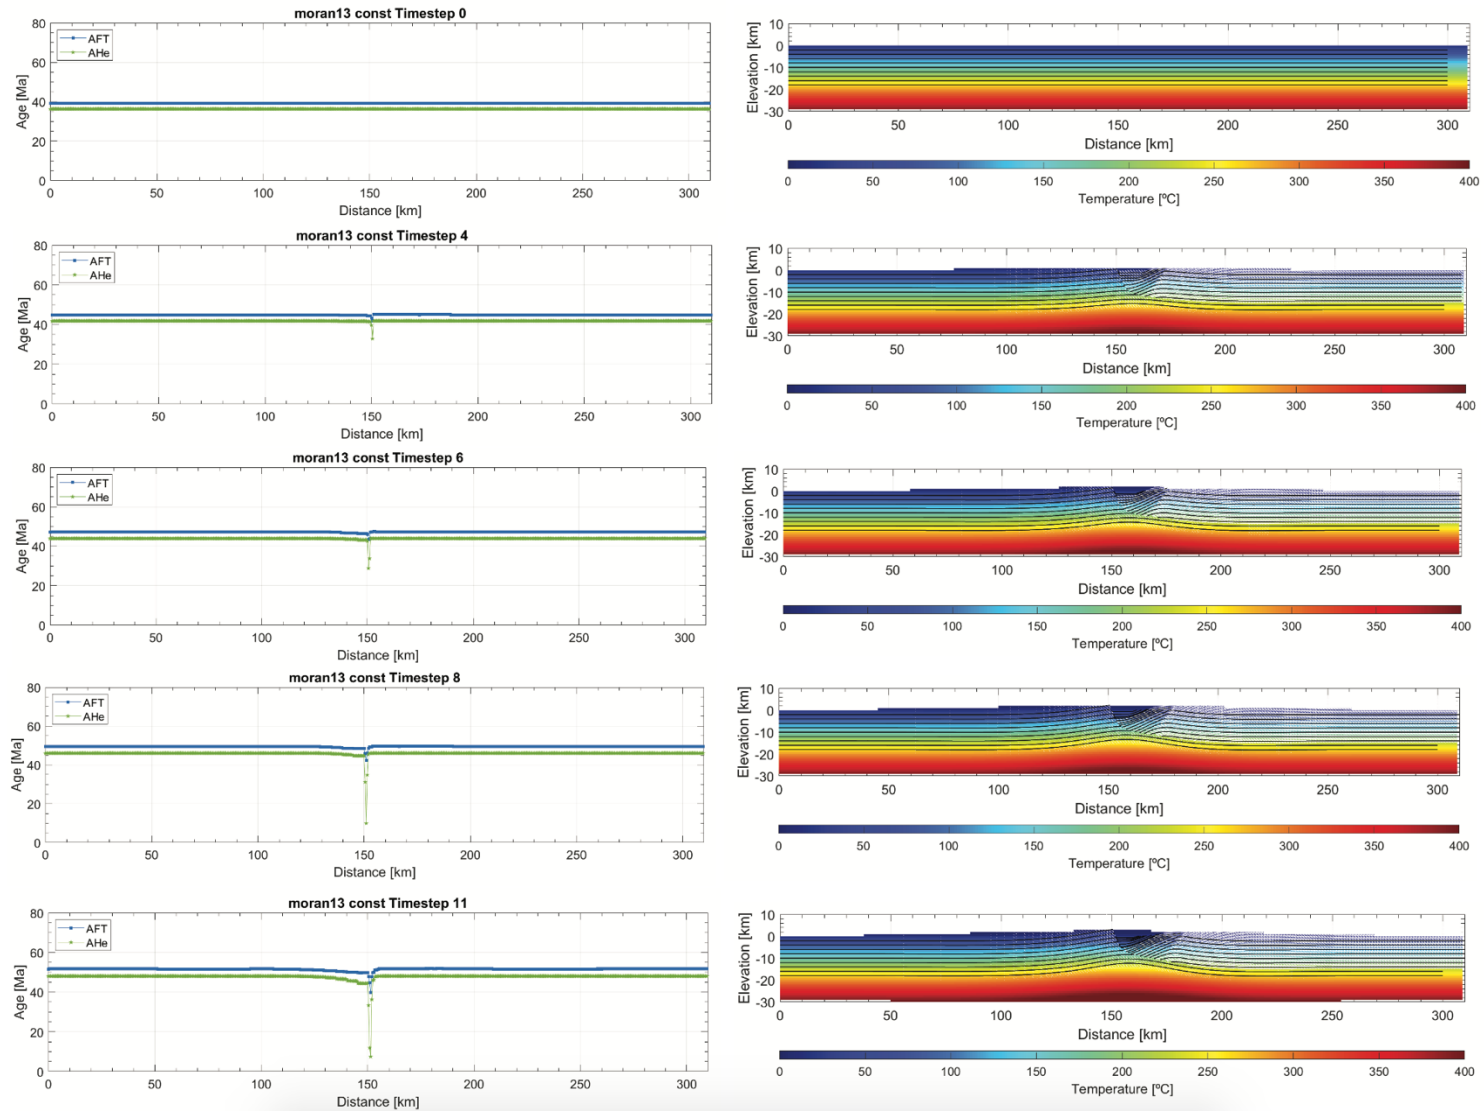 moran13 const Timestep 0
80
60
40
20
0
Age [Ma]
AFT
AHe
0 50 100 150 200 250 300
Distance [km]
10
0
-10
-20
-30
Elevation [km]
0 50 100 150 200 250 300
Distance [km]
0 50 100 150 200 250 300 350 400
Temperature [ºC]
moran13 const Timestep 4
80
60
40
20
0
Age [Ma]
AFT
AHe
0 50 100 150 200 250 300
Distance [km]
10
0
-10
-20
-30
Elevation [km]
0 50 100 150 200 250 300
Distance [km]
0 50 100 150 200 250 300 350 400
Temperature [ºC]
moran13 const Timestep 6
80
60
40
20
0
Age [Ma]
AFT
AHe
0 50 100 150 200 250 300
Distance [km]
10
0
-10
-20
-30
Elevation [km]
0 50 100 150 200 250 300
Distance [km]
0 50 100 150 200 250 300 350 400
Temperature [ºC]
moran13 const Timestep 8
80
60
40
20
0
Age [Ma]
AFT
AHe
0 50 100 150 200 250 300
Distance [km]
10
0
-10
-20
-30
Elevation [km]
0 50 100 150 200 250 300
Distance [km]
0 50 100 150 200 250 300 350 400
Temperature [ºC]
moran13 const Timestep 11
80
60
40
20
0
Age [Ma]
AFT
AHe
0 50 100 150 200 250 300
Distance [km]
10
0
-10
-20
-30
Elevation [km]
0 50 100 150 200 250 300
Distance [km]
0 50 100 150 200 250 300 350 400
Temperature [ºC]